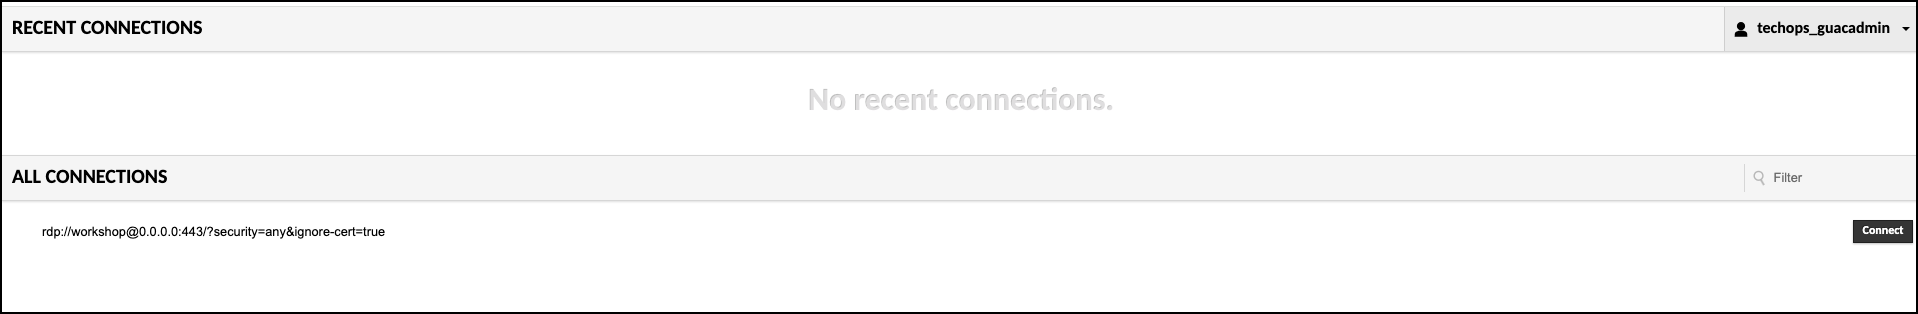 RECENT CONNECTIONS
techops_guacadmin
No recent connections.
ALL CONNECTIONS
Filter
rdp://workshop@0.0.0.0:443/?security=any&ignore-cert=true
Connect